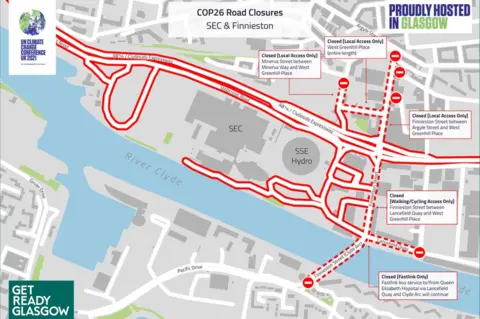 UN CLIMATE
CHANGE
CONFERENCE
UK 2021
COP26 Road Closures
SEC & Finnieston
PROUDLY HOSTED
IN GLASGOW
Closed [Local Access Only]
West Greenhill Place
(entire length)
Closed [Local Access Only]
Minerva Street between
Minerva Way and West
Greenhill Place
A814 / Clydeside Expressway
A814 / Clydeside Expressway
Closed [Local Access Only]
Finnieston Street between
Argyle Street and West
Greenhill Place
SEC
SSE
Hydro
River Clyde
Closed
[Walking/Cycling Access Only]
Finnieston Street between
Lancefield Quay and West
Greenhill Place
Pacific Drive
Closed [Fastlink Only]
Fastlink bus service to/from Queen
Elizabeth Hospital via Lancefield
Quay and Clyde Arc will continue
GET
READY
GLASGOW